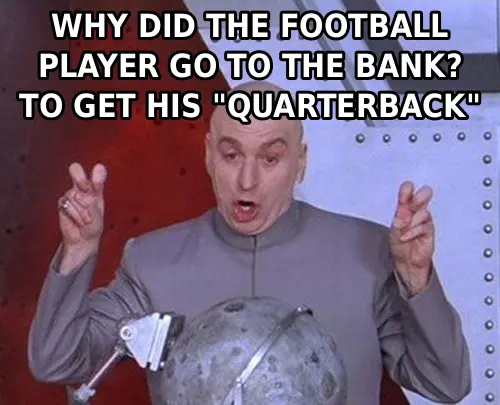 WHY DID THE FOOTBALL
PLAYER GO TO THE BANK?
TO GET HIS "QUARTERBACK"